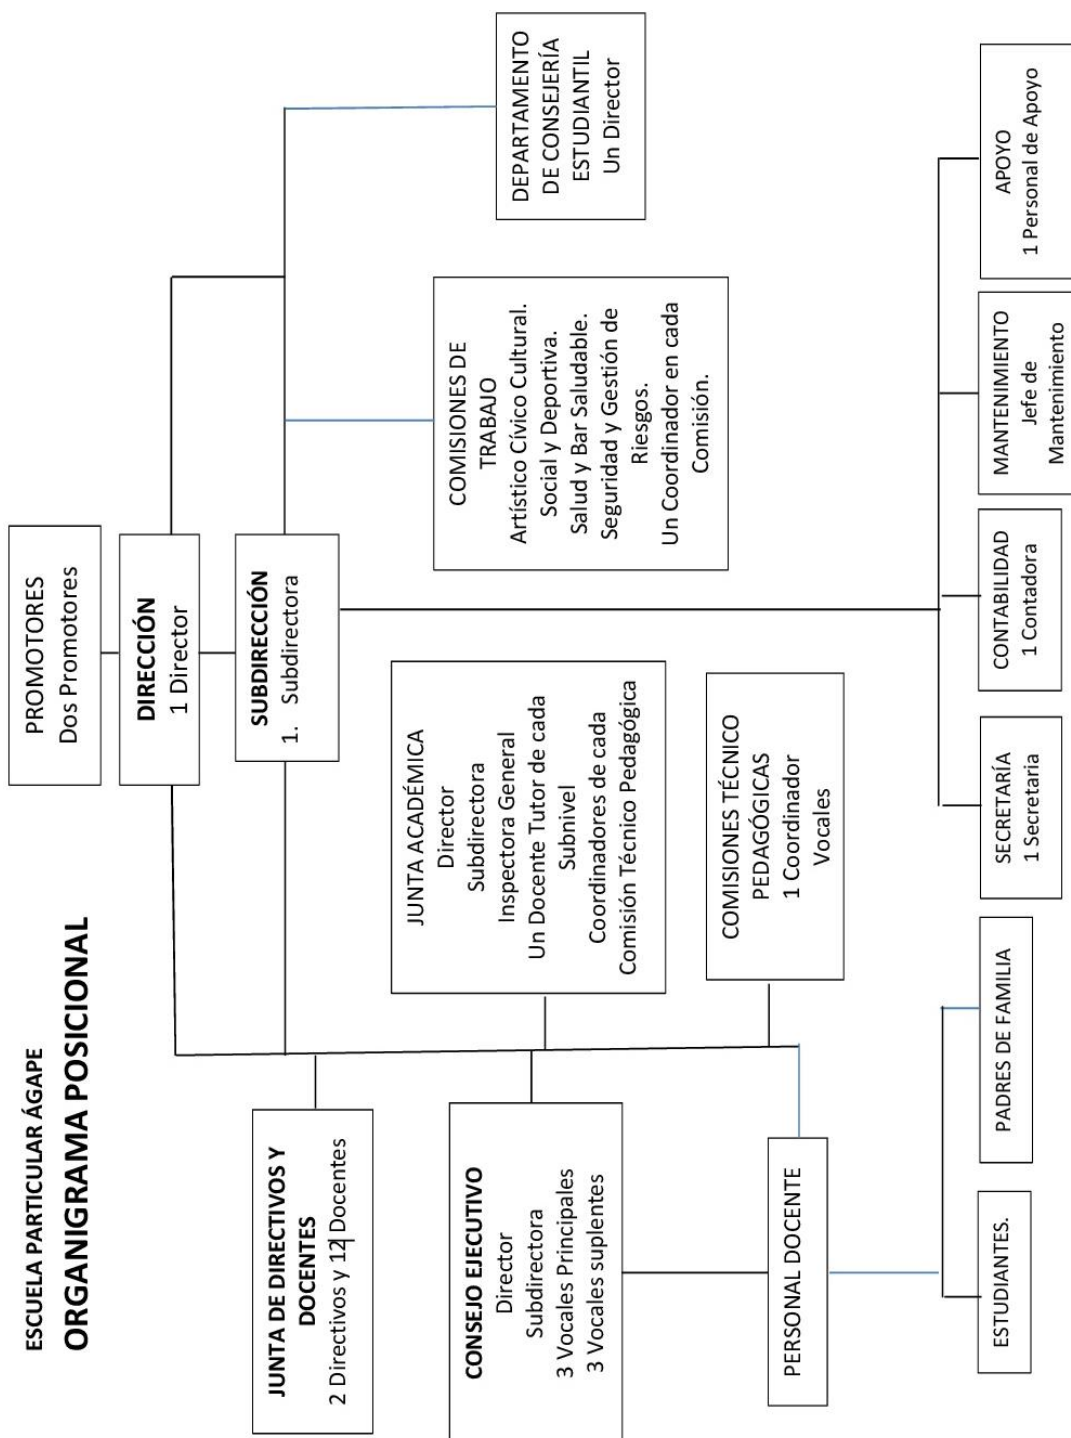 ESCUELA PARTICULAR ÁGAPE
ORGANIGRAMA POSICIONAL
PROMOTORES
Dos Promotores
DIRECCIÓN
1 Director
SUBDIRECCIÓN
1. Subdirectora
JUNTA DE DIRECTIVOS Y
DOCENTES
2 Directivos y 12 Docentes
JUNTA ACADÉMICA
Director
Subdirectora
Inspectora General
Un Docente Tutor de cada
Subnivel
Coordinadores de cada
Comisión Técnico Pedagógica
COMISIONES DE
TRABAJO
Artístico Cívico Cultural.
Social y Deportiva.
Salud y Bar Saludable.
Seguridad y Gestión de
Riesgos.
Un Coordinador en cada
Comisión.
DEPARTAMENTO
DE CONSEJERÍA
ESTUDIANTIL
Un Director
CONSEJO EJECUTIVO
Director
Subdirectora
3 Vocales Principales
3 Vocales suplentes
COMISIONES TÉCNICO
PEDAGÓGICAS
1 Coordinador
Vocales
PERSONAL DOCENTE
ESTUDIANTES.
PADRES DE FAMILIA
SECRETARÍA
1 Secretaria
CONTABILIDAD
1 Contadora
MANTENIMIENTO
Jefe de
Mantenimiento
APOYO
1 Personal de Apoyo